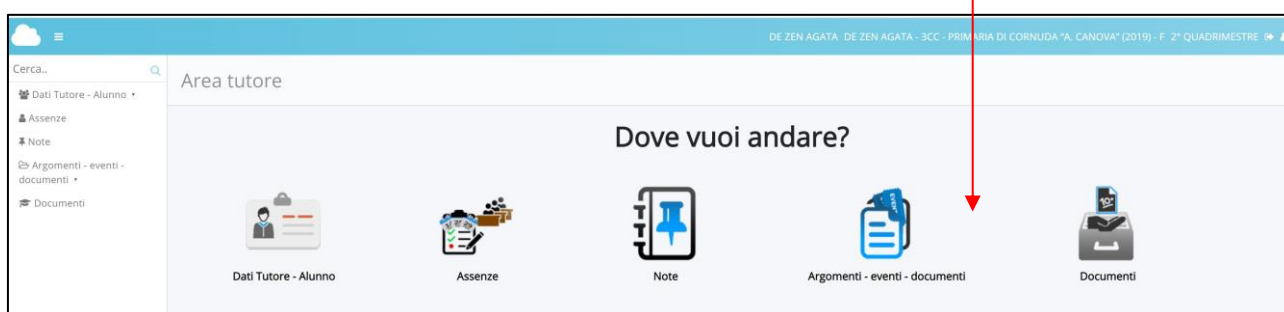 DE ZEN AGATA DE ZEN AGATA - 3CC - PRIMARIA DI CORNUDA "A. CANOVA" (2019) - F 2° QUADRIMESTRE
Cerca..
Area tutore
Dati Tutore - Alunno
Assenze
Note
Argomenti - eventi -
documenti
Documenti
Dove vuoi andare?
EVEN
10+
Dati Tutore - Alunno
Assenze
Note
Argomenti - eventi - documenti
Documenti